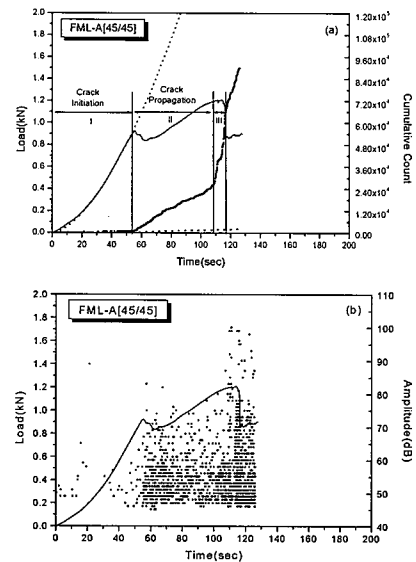 FML-A[45/45]
(a)
Load(kN)
2.0
1.8
1.6
1.4
1.2
1.0
0.8
0.6
0.4
0.2
0.0
Crack Initiation
I
Crack Propagation
II
III
1.20x10⁵
1.08x10⁵
9.60x10⁴
8.40x10⁴
7.20x10⁴
6.00x10⁴
4.80x10⁴
3.60x10⁴
2.40x10⁴
1.20x10⁴
0.00
Cumulative Count
0 20 40 60 80 100 120 140 160 180 200
Time(sec)
FML-A[45/45]
(b)
Load(kN)
2.0
1.8
1.6
1.4
1.2
1.0
0.8
0.6
0.4
0.2
0.0
110
100
90
80
70
60
50
40
Amplitude(dB)
0 20 40 60 80 100 120 140 160 180 200
Time(sec)